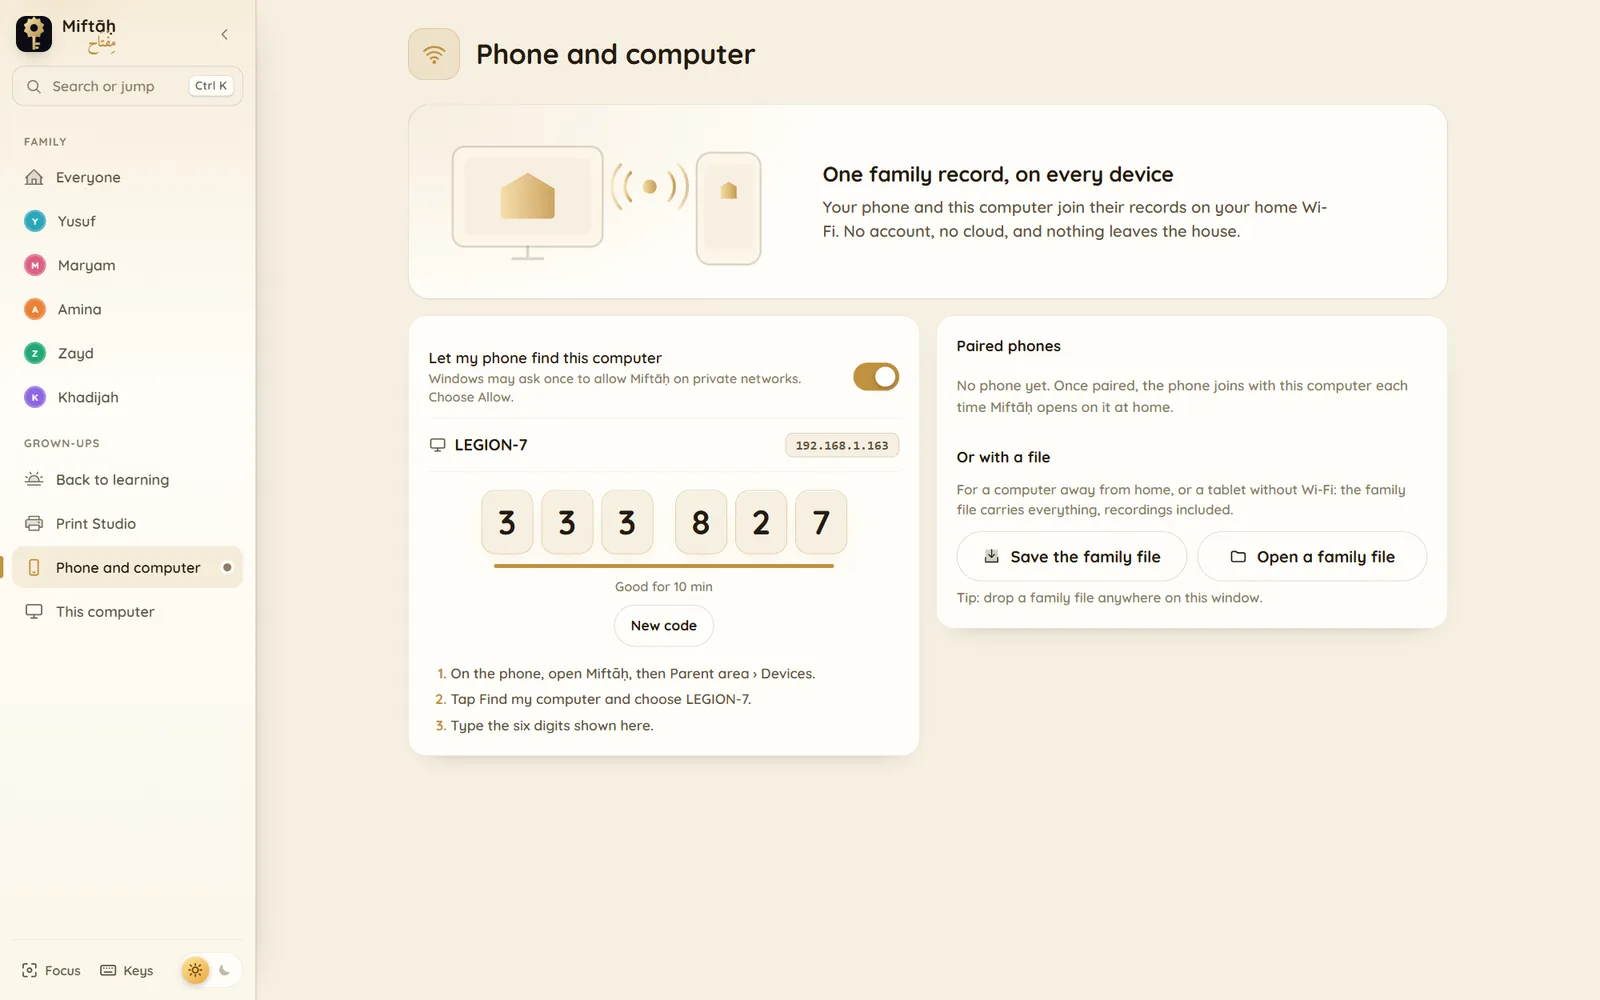 Miftāḥ
مِفتاح
Search or jump
Ctrl K
FAMILY
Everyone
Y
Yusuf
M
Maryam
A
Amina
Z
Zayd
K
Khadijah
GROWN-UPS
Back to learning
Print Studio
Phone and computer
This computer
Focus
Keys
Phone and computer
One family record, on every device
Your phone and this computer join their records on your home Wi-
Fi. No account, no cloud, and nothing leaves the house.
Let my phone find this computer
Windows may ask once to allow Miftāḥ on private networks.
Choose Allow.
LEGION-7
192.168.1.163
3 3 3 8 2 7
Good for 10 min
New code
1. On the phone, open Miftāḥ, then Parent area › Devices.
2. Tap Find my computer and choose LEGION-7.
3. Type the six digits shown here.
Paired phones
No phone yet. Once paired, the phone joins with this computer each
time Miftāḥ opens on it at home.
Or with a file
For a computer away from home, or a tablet without Wi-Fi: the family
file carries everything, recordings included.
Save the family file
Open a family file
Tip: drop a family file anywhere on this window.